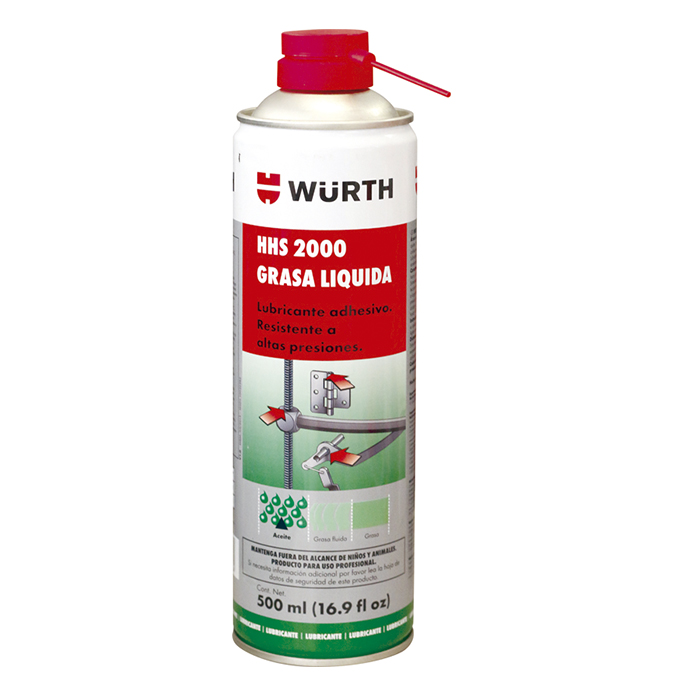 WÜRTH
HHS 2000
GRASA LIQUIDA
Lubricante adhesivo.
Resistente a
altas presiones.
Aceite Grasa fluida Grasa
MANTENGA FUERA DEL ALCANCE DE NIÑOS Y ANIMALES.
PRODUCTO PARA USO PROFESIONAL.
Si necesita información adicional por favor lea la hoja de
datos de seguridad de este producto.
Cont. Net.
500 ml (16.9 fl oz)
LUBRICANTE | LUBRICANTE | LUBRICANTE | LUBRICANTE